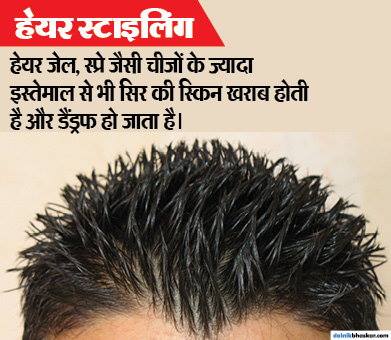 हेयर स्टाइलिंग
हेयर जेल, स्प्रे जैसी चीजों के ज्यादा
इस्तेमाल से भी सिर की स्किन खराब होती
है और डैंड्रफ हो जाता है।
dainikbhaskar.com